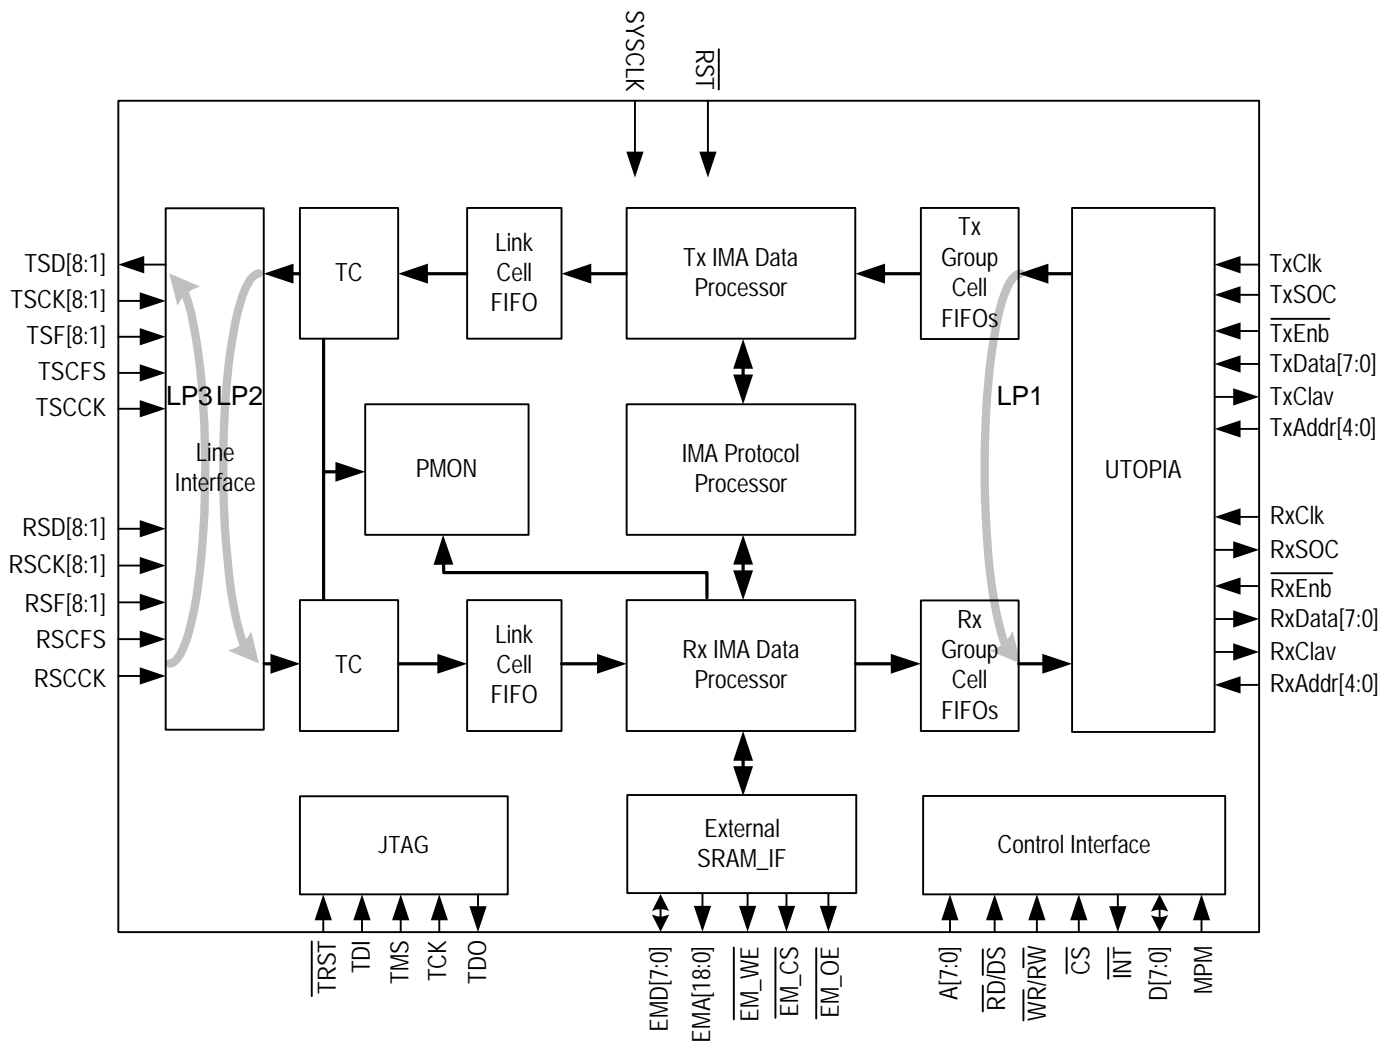 SYSCLK
RST
TSD[8:1]
TSCK[8:1]
TSF[8:1]
TSCFS
TSCCK
RSD[8:1]
RSCK[8:1]
RSF[8:1]
RSCFS
RSCCK
LP3
LP2
Line
Interface
TC
Link
Cell
FIFO
Tx IMA Data
Processor
Tx
Group
Cell
FIFOs
PMON
IMA Protocol
Processor
LP1
UTOPIA
TC
Link
Cell
FIFO
Rx IMA Data
Processor
Rx
Group
Cell
FIFOs
TxClk
TxSOC
TxEnb
TxData[7:0]
TxClav
TxAddr[4:0]
RxClk
RxSOC
RxEnb
RxData[7:0]
RxClav
RxAddr[4:0]
JTAG
External
SRAM_IF
Control Interface
TRST
TDI
TMS
TCK
TDO
EMD[7:0]
EMA[18:0]
EM_WE
EM_CS
EM_OE
A[7:0]
RD/DS
WR/RW
CS
INT
D[7:0]
MPM